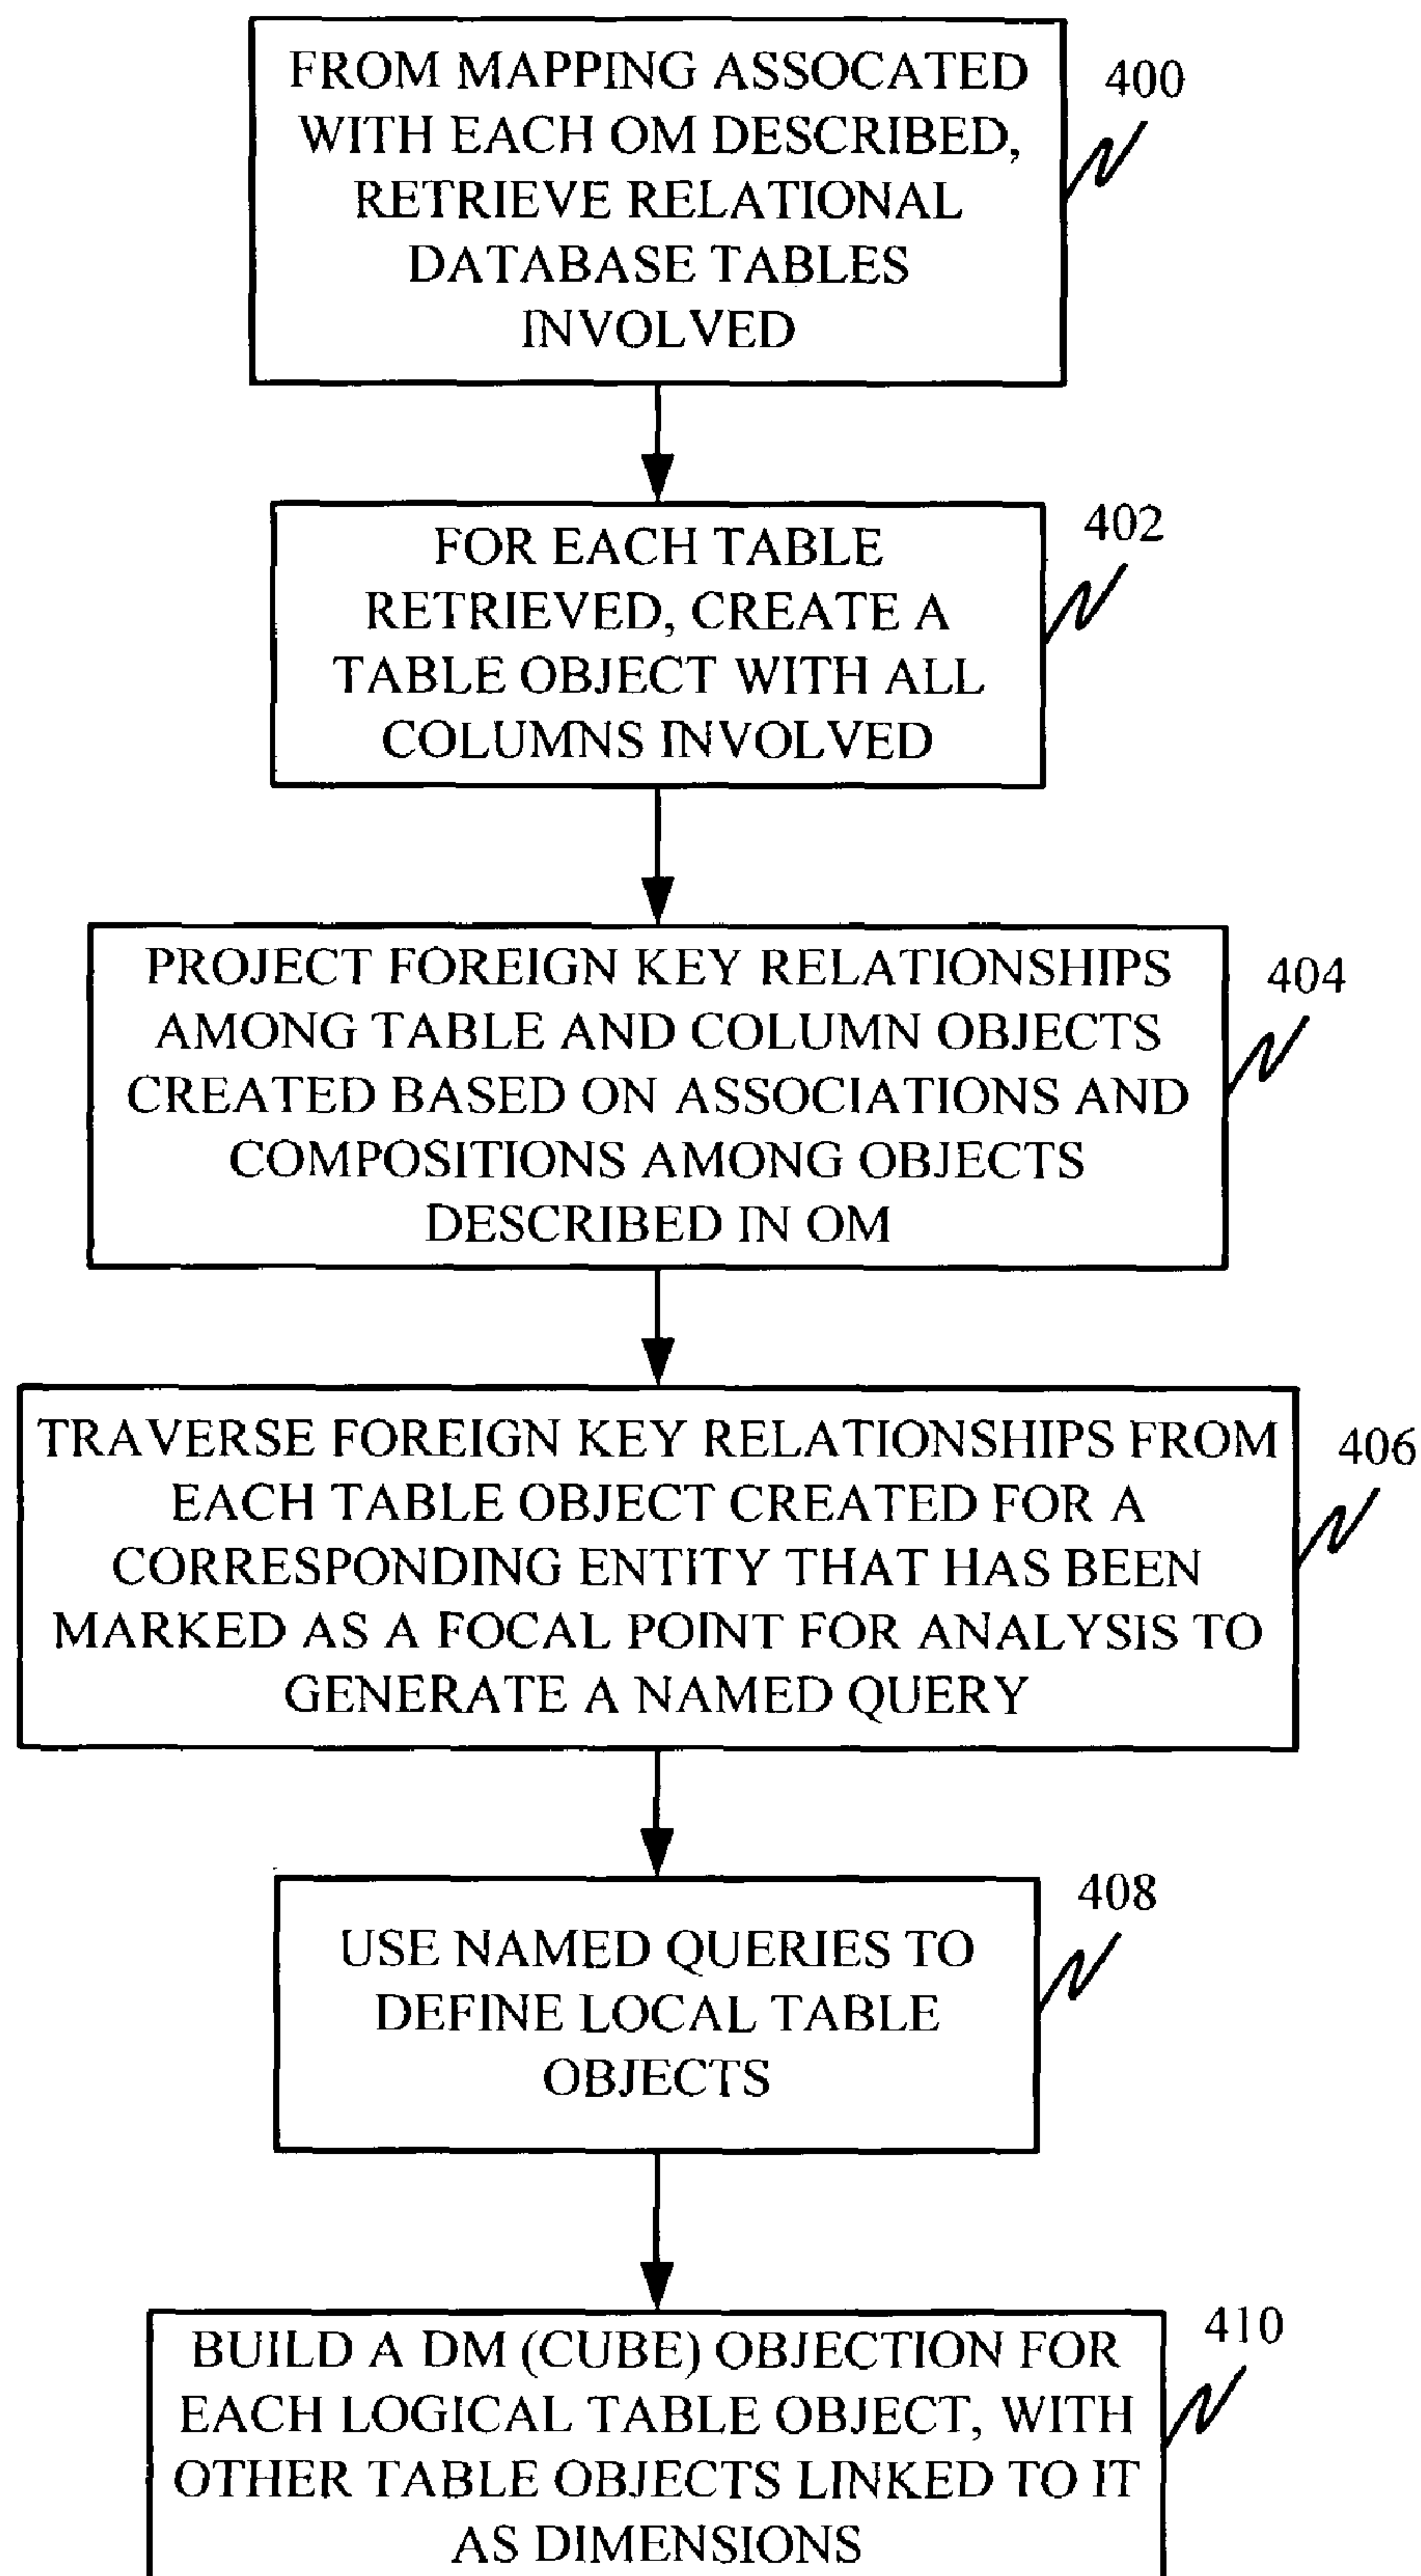 FROM MAPPING ASSOCATED
WITH EACH OM DESCRIBED,
RETRIEVE RELATIONAL
DATABASE TABLES
INVOLVED
400
FOR EACH TABLE
RETRIEVED, CREATE A
TABLE OBJECT WITH ALL
COLUMNS INVOLVED
402
PROJECT FOREIGN KEY RELATIONSHIPS
AMONG TABLE AND COLUMN OBJECTS
CREATED BASED ON ASSOCIATIONS AND
COMPOSITIONS AMONG OBJECTS
DESCRIBED IN OM
404
TRAVERSE FOREIGN KEY RELATIONSHIPS FROM
EACH TABLE OBJECT CREATED FOR A
CORRESPONDING ENTITY THAT HAS BEEN
MARKED AS A FOCAL POINT FOR ANALYSIS TO
GENERATE A NAMED QUERY
406
USE NAMED QUERIES TO
DEFINE LOCAL TABLE
OBJECTS
408
BUILD A DM (CUBE) OBJECTION FOR
EACH LOGICAL TABLE OBJECT, WITH
OTHER TABLE OBJECTS LINKED TO IT
AS DIMENSIONS
410